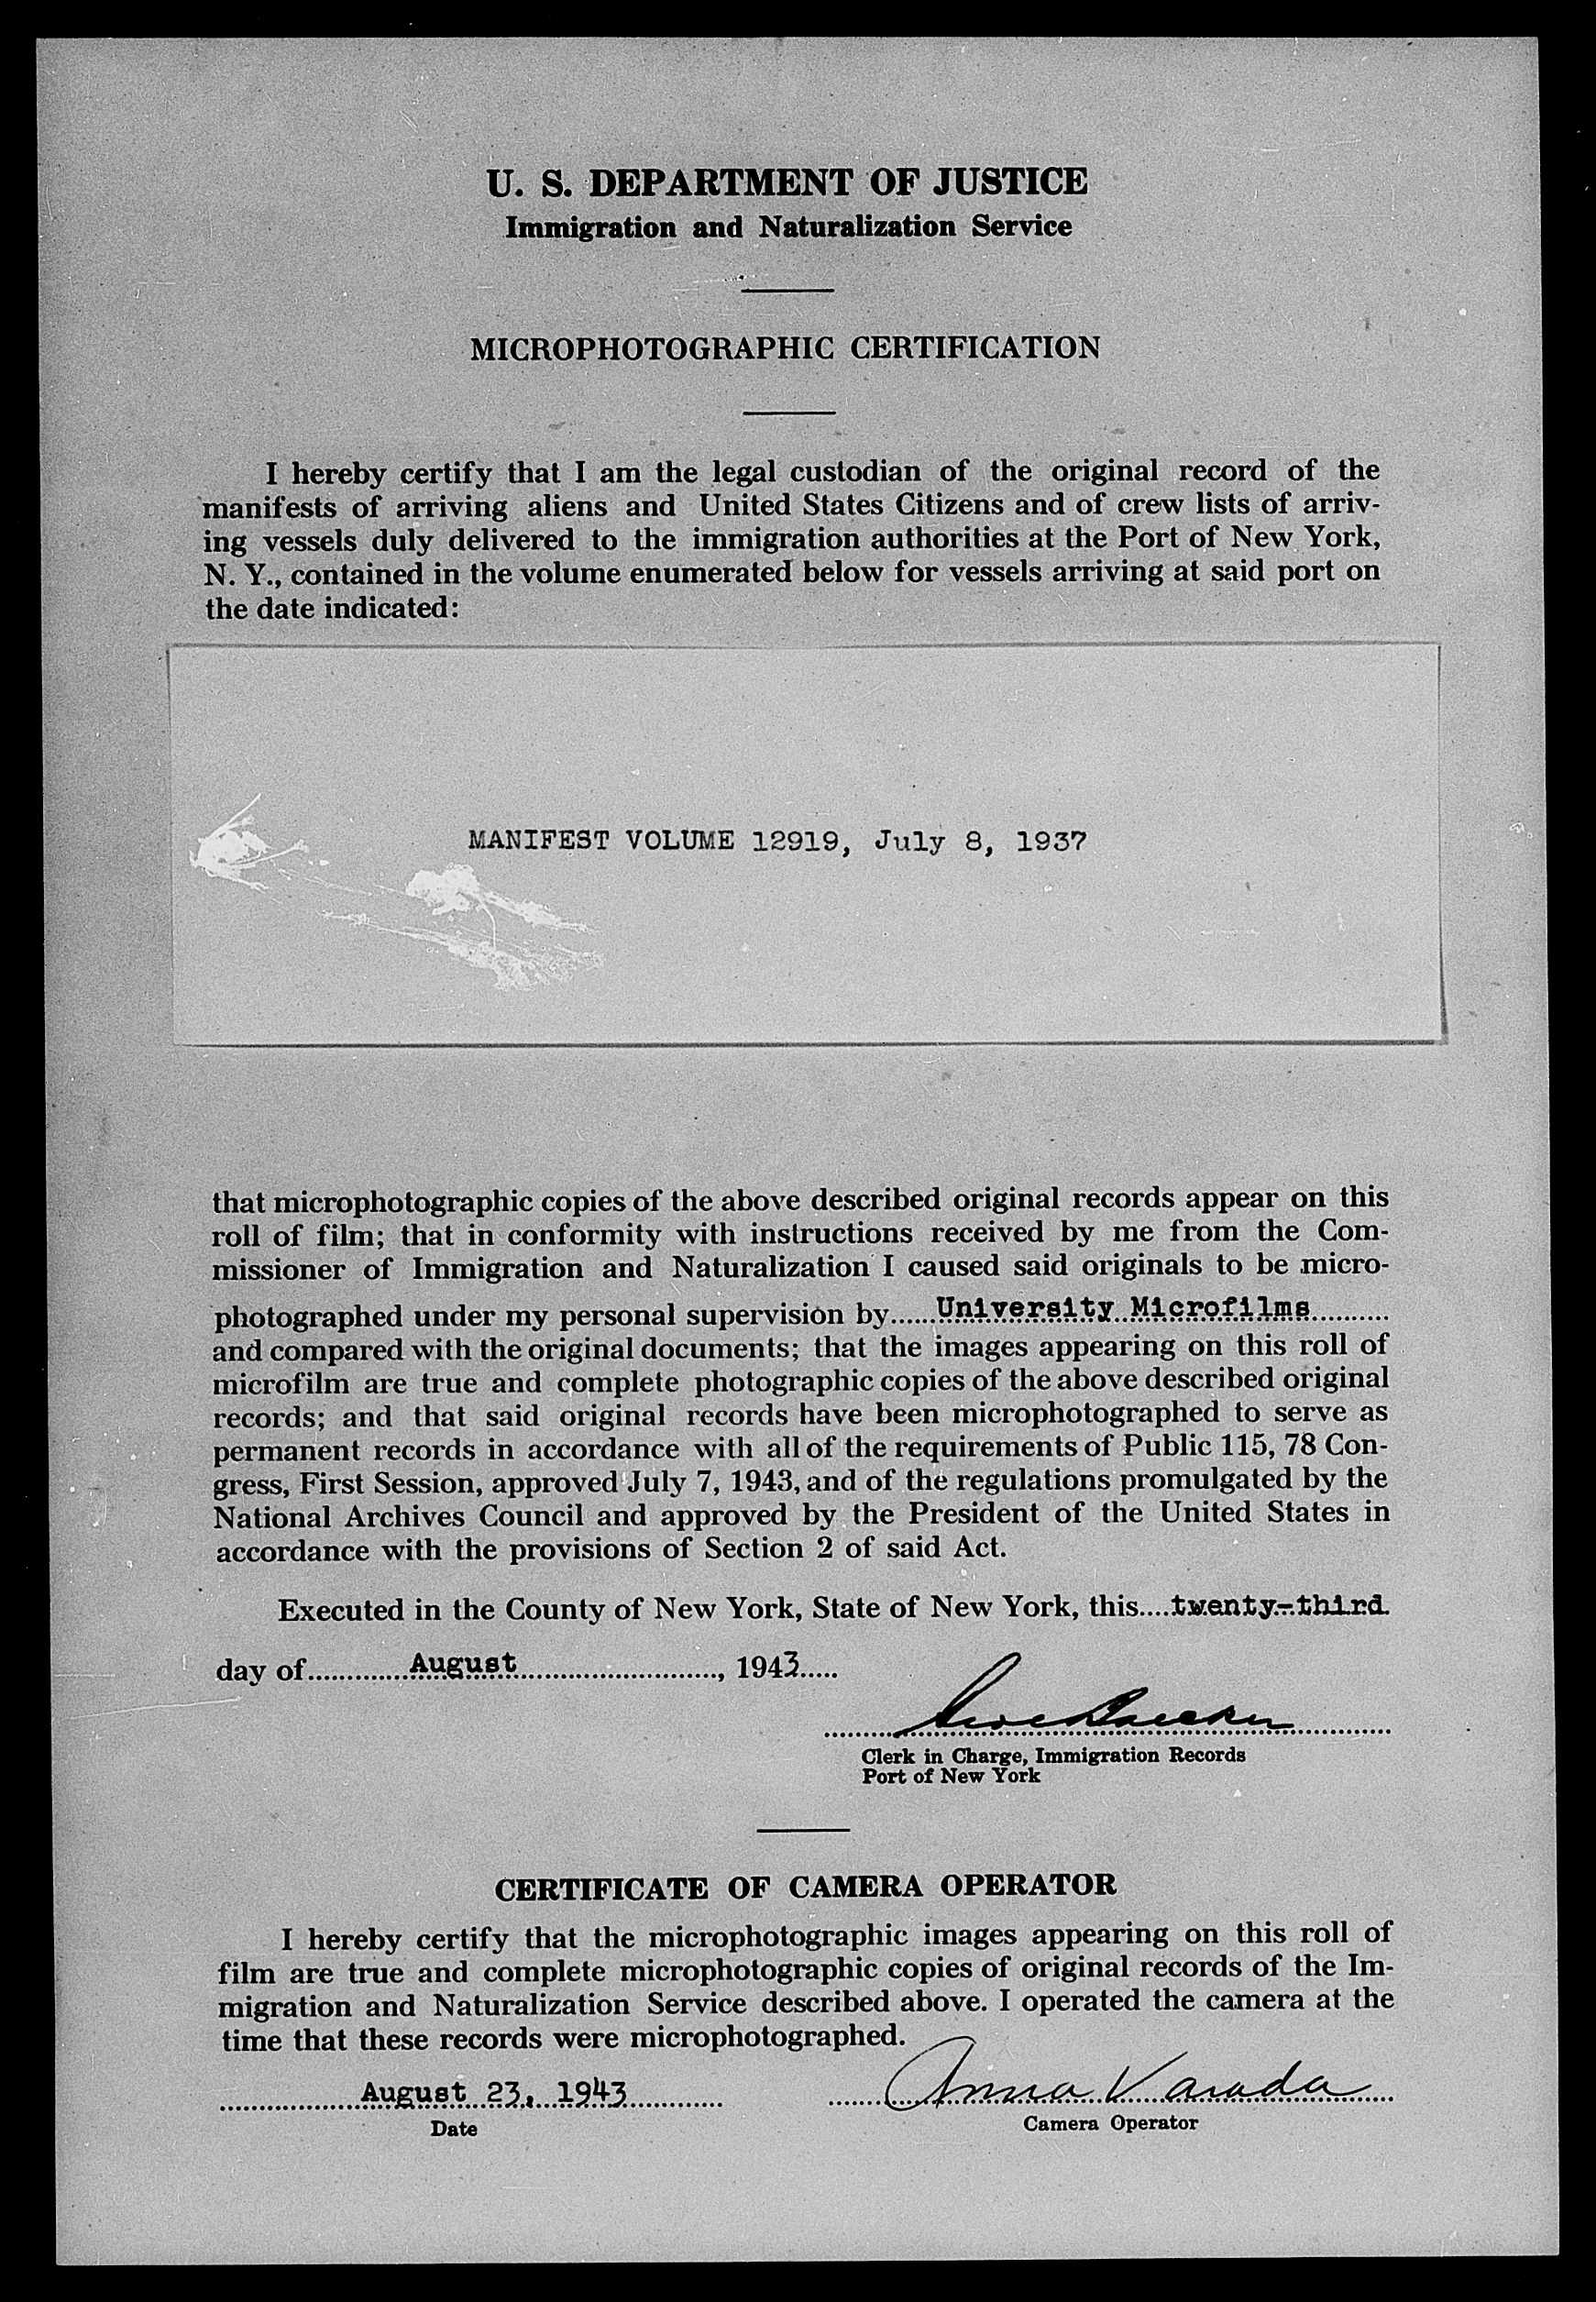 U. S. DEPARTMENT OF JUSTICE
Immigration and Naturalization Service
MICROPHOTOGRAPHIC CERTIFICATION
I hereby certify that I am the legal custodian of the original record of the
manifests of arriving aliens and United States Citizens and of crew lists of arriv-
ing vessels duly delivered to the immigration authorities at the Port of New York,
N. Y., contained in the volume enumerated below for vessels arriving at said port on
the date indicated:
MANIFEST VOLUME 12919, July 8, 1937
that microphotographic copies of the above described original records appear on this
roll of film; that in conformity with instructions received by me from the Com-
missioner of Immigration and Naturalization I caused said originals to be micro-
photographed under my personal supervision by......University Microfilms..........
and compared with the original documents; that the images appearing on this roll of
microfilm are true and complete photographic copies of the above described original
records; and that said original records have been microphotographed to serve as
permanent records in accordance with all of the requirements of Public 115, 78 Con-
gress, First Session, approved July 7, 1943, and of the regulations promulgated by the
National Archives Council and approved by the President of the United States in
accordance with the provisions of Section 2 of said Act.
Executed in the County of New York, State of New York, this....twenty-third
day of.............August.........................., 1943.....
Clerk in Charge, Immigration Records
Port of New York
CERTIFICATE OF CAMERA OPERATOR
I hereby certify that the microphotographic images appearing on this roll of
film are true and complete microphotographic copies of original records of the Im-
migration and Naturalization Service described above. I operated the camera at the
time that these records were microphotographed.
August 23, 1943 Anna Varada
Date Camera Operator